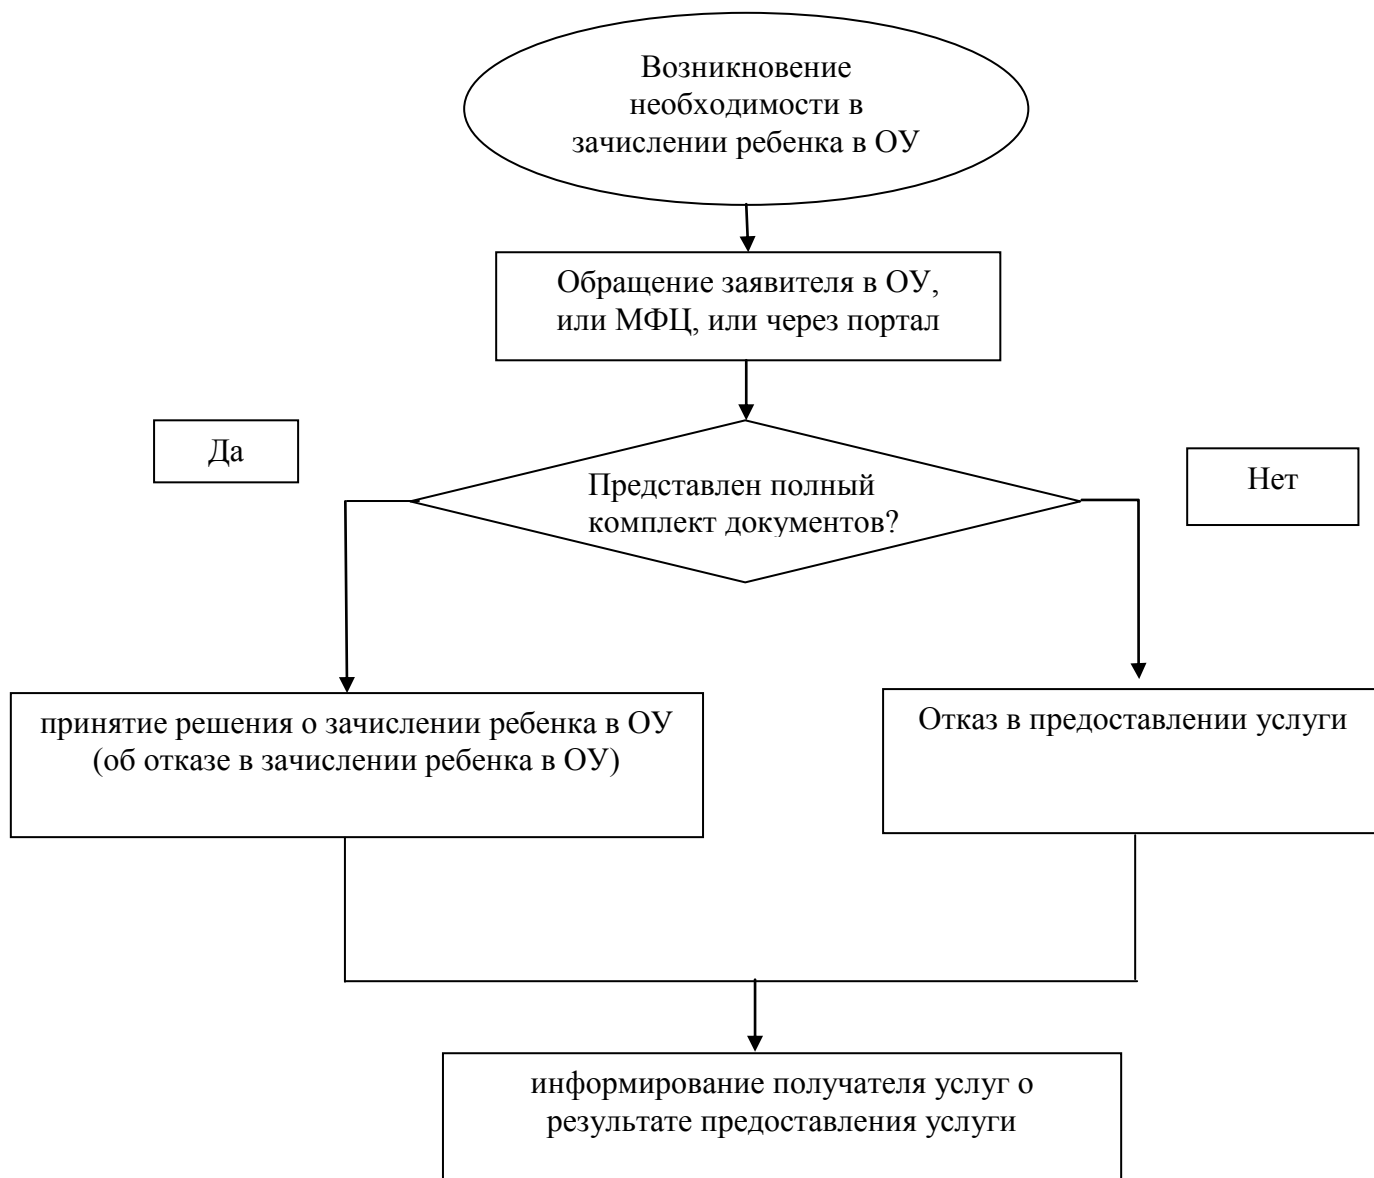 Возникновение
необходимости в
зачислении ребенка в ОУ
Обращение заявителя в ОУ,
или МФЦ, или через портал
Да
Представлен полный
комплект документов?
Нет
принятие решения о зачислении ребенка в ОУ
(об отказе в зачислении ребенка в ОУ)
Отказ в предоставлении услуги
информирование получателя услуг о
результате предоставления услуги